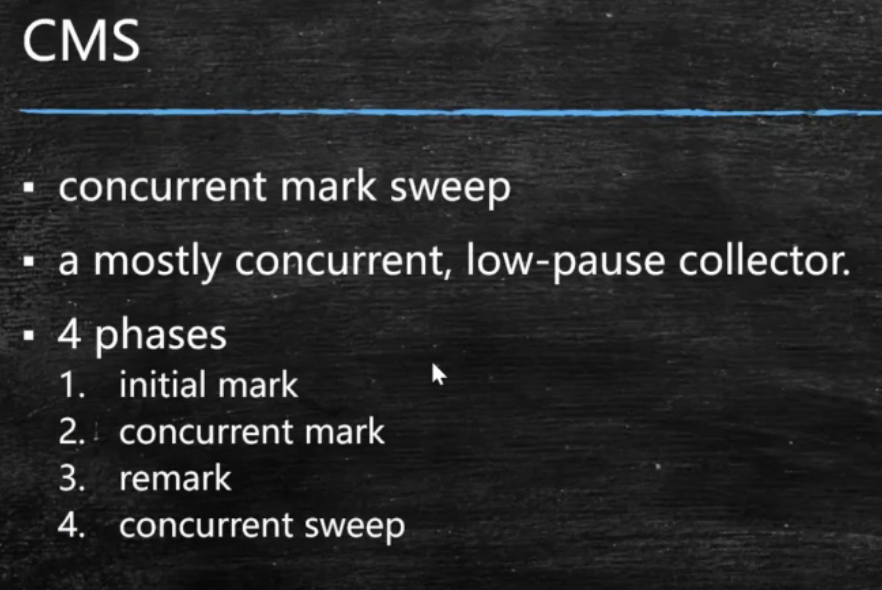 CMS
▪ concurrent mark sweep
▪ a mostly concurrent, low-pause collector.
▪ 4 phases
1. initial mark
2. concurrent mark
3. remark
4. concurrent sweep